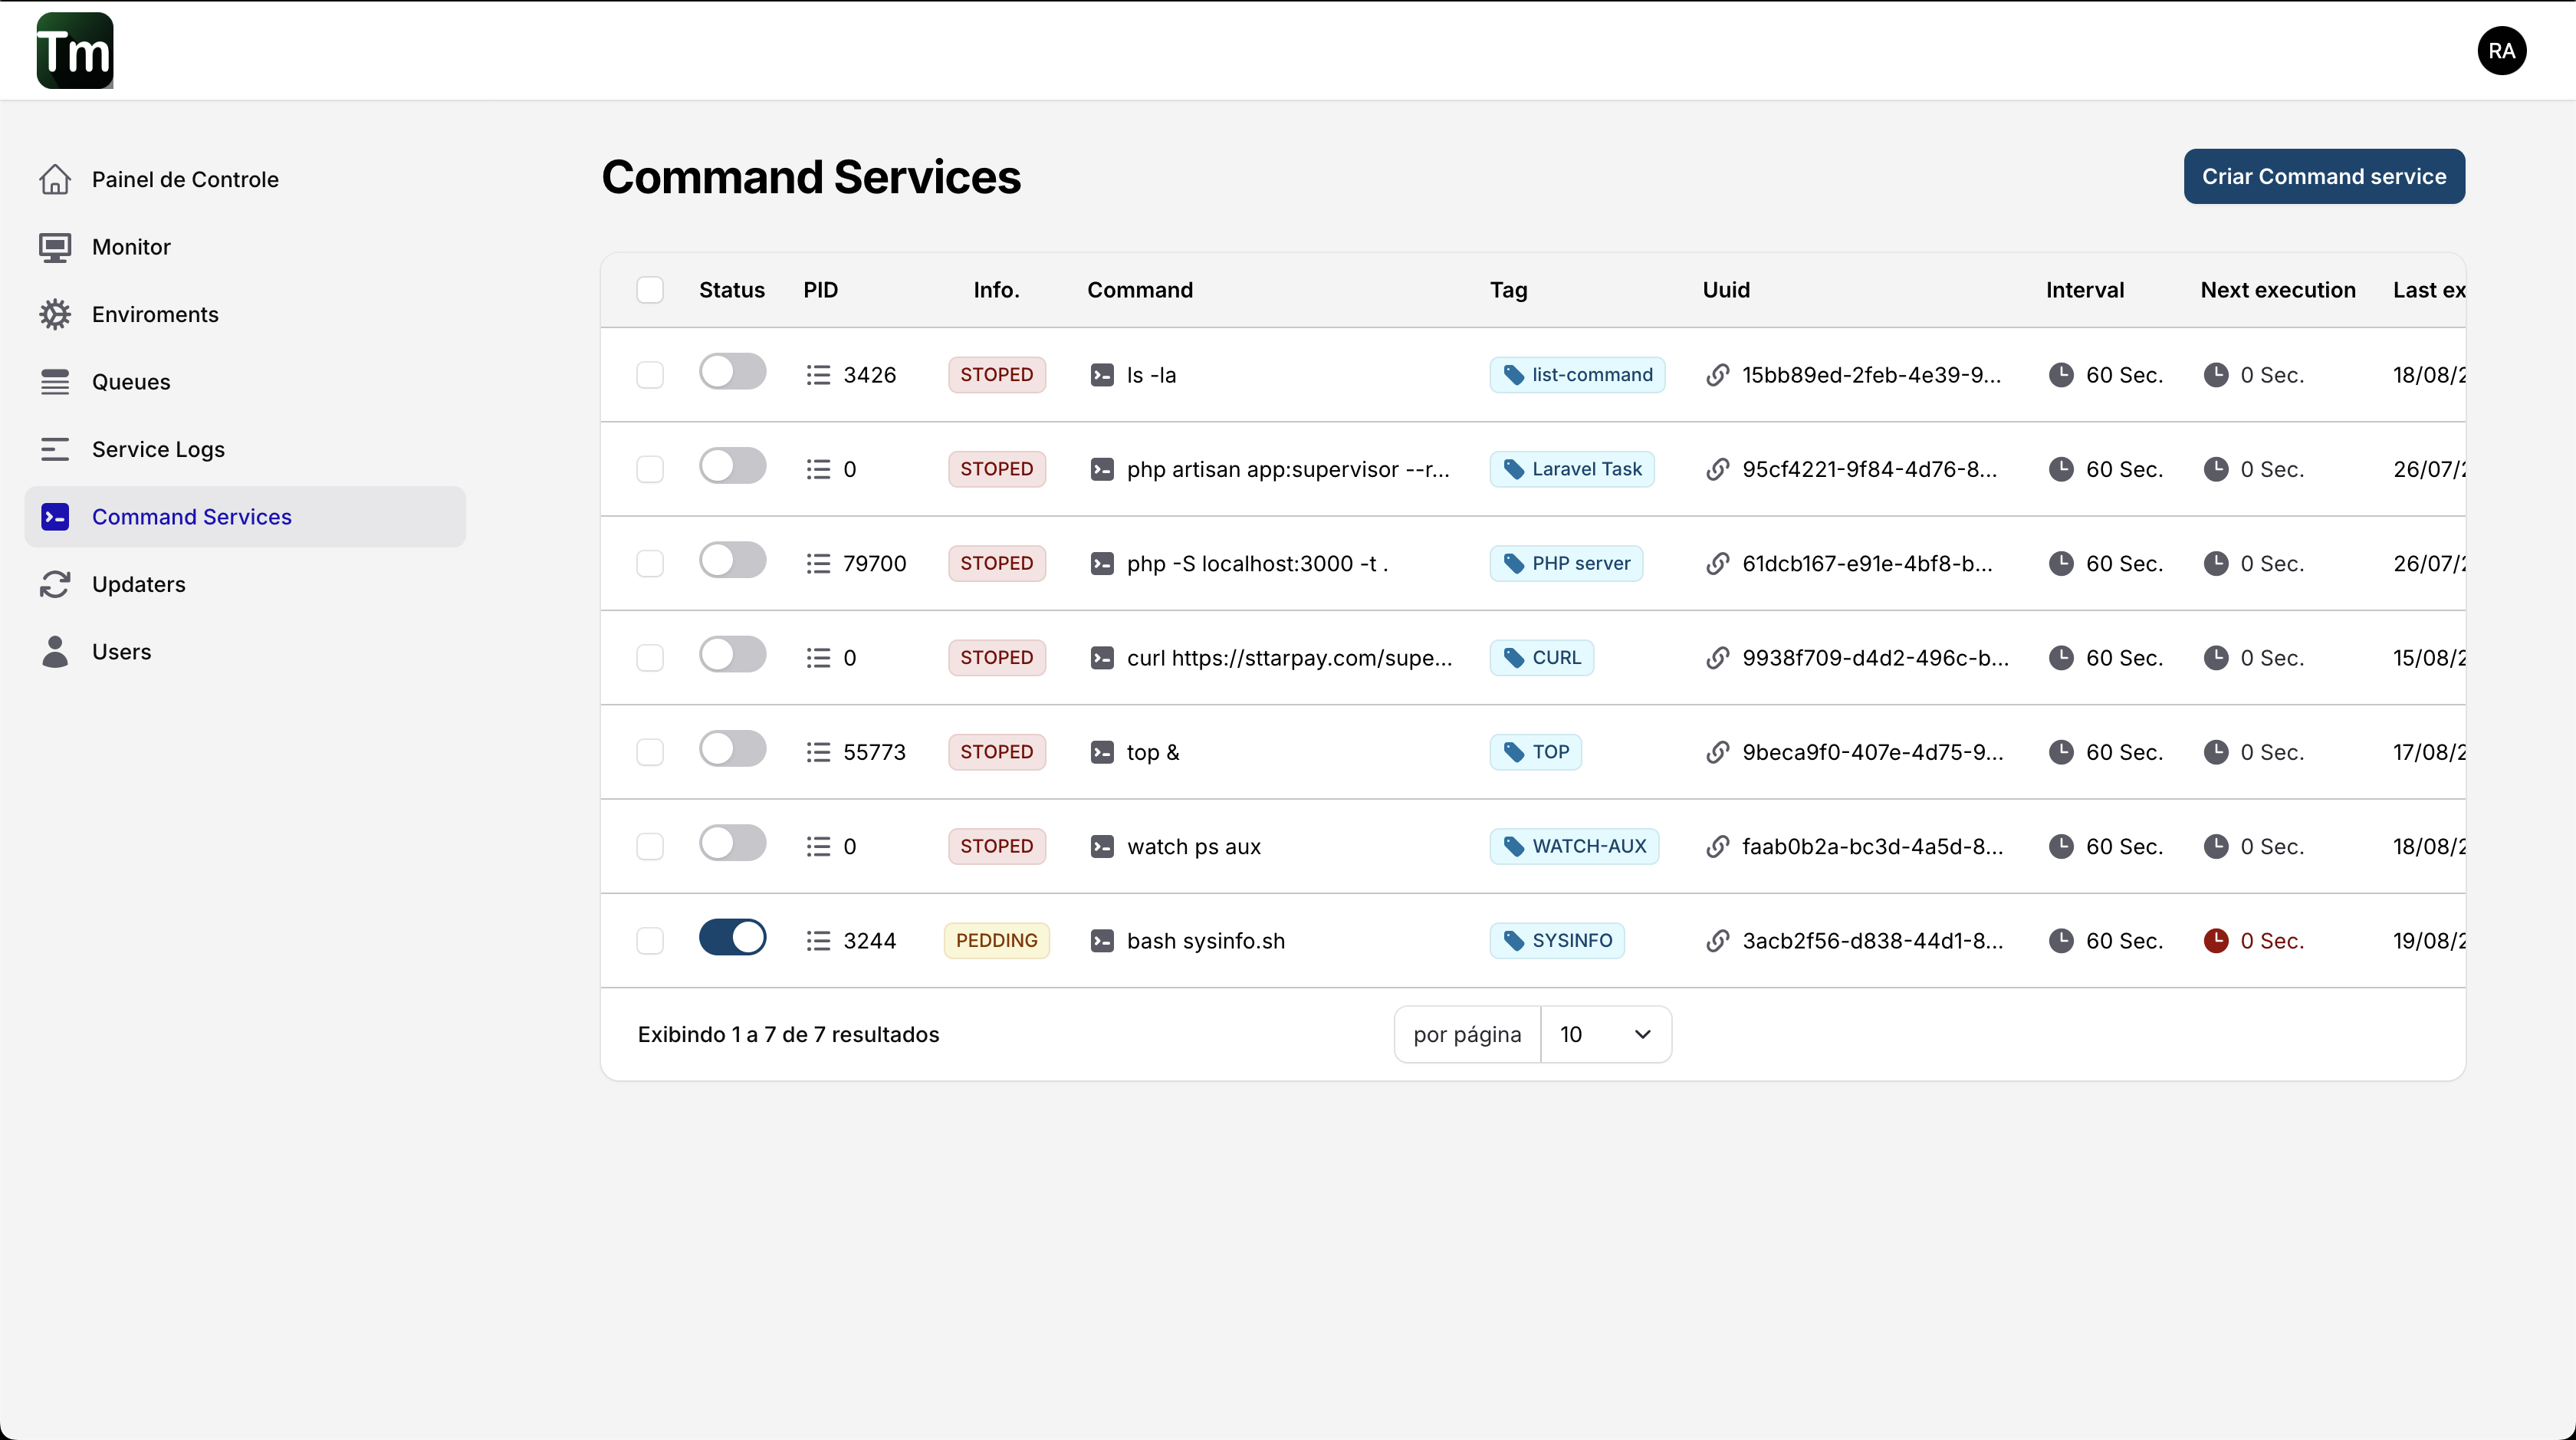 Tm
RA
Painel de Controle
Monitor
Enviroments
Queues
Service Logs
Command Services
Updaters
Users
Command Services
Criar Command service
Status PID Info. Command Tag Uuid Interval Next execution Last ex
3426 STOPED ls -la list-command 15bb89ed-2feb-4e39-9... 60 Sec. 0 Sec. 18/08/2
0 STOPED php artisan app:supervisor --r... Laravel Task 95cf4221-9f84-4d76-8... 60 Sec. 0 Sec. 26/07/2
79700 STOPED php -S localhost:3000 -t . PHP server 61dcb167-e91e-4bf8-b... 60 Sec. 0 Sec. 26/07/2
0 STOPED curl https://sttarpay.com/supe... CURL 9938f709-d4d2-496c-b... 60 Sec. 0 Sec. 15/08/2
55773 STOPED top & TOP 9beca9f0-407e-4d75-9... 60 Sec. 0 Sec. 17/08/2
0 STOPED watch ps aux WATCH-AUX faab0b2a-bc3d-4a5d-8... 60 Sec. 0 Sec. 18/08/2
3244 PEDDING bash sysinfo.sh SYSINFO 3acb2f56-d838-44d1-8... 60 Sec. 0 Sec. 19/08/2
Exibindo 1 a 7 de 7 resultados por página 10